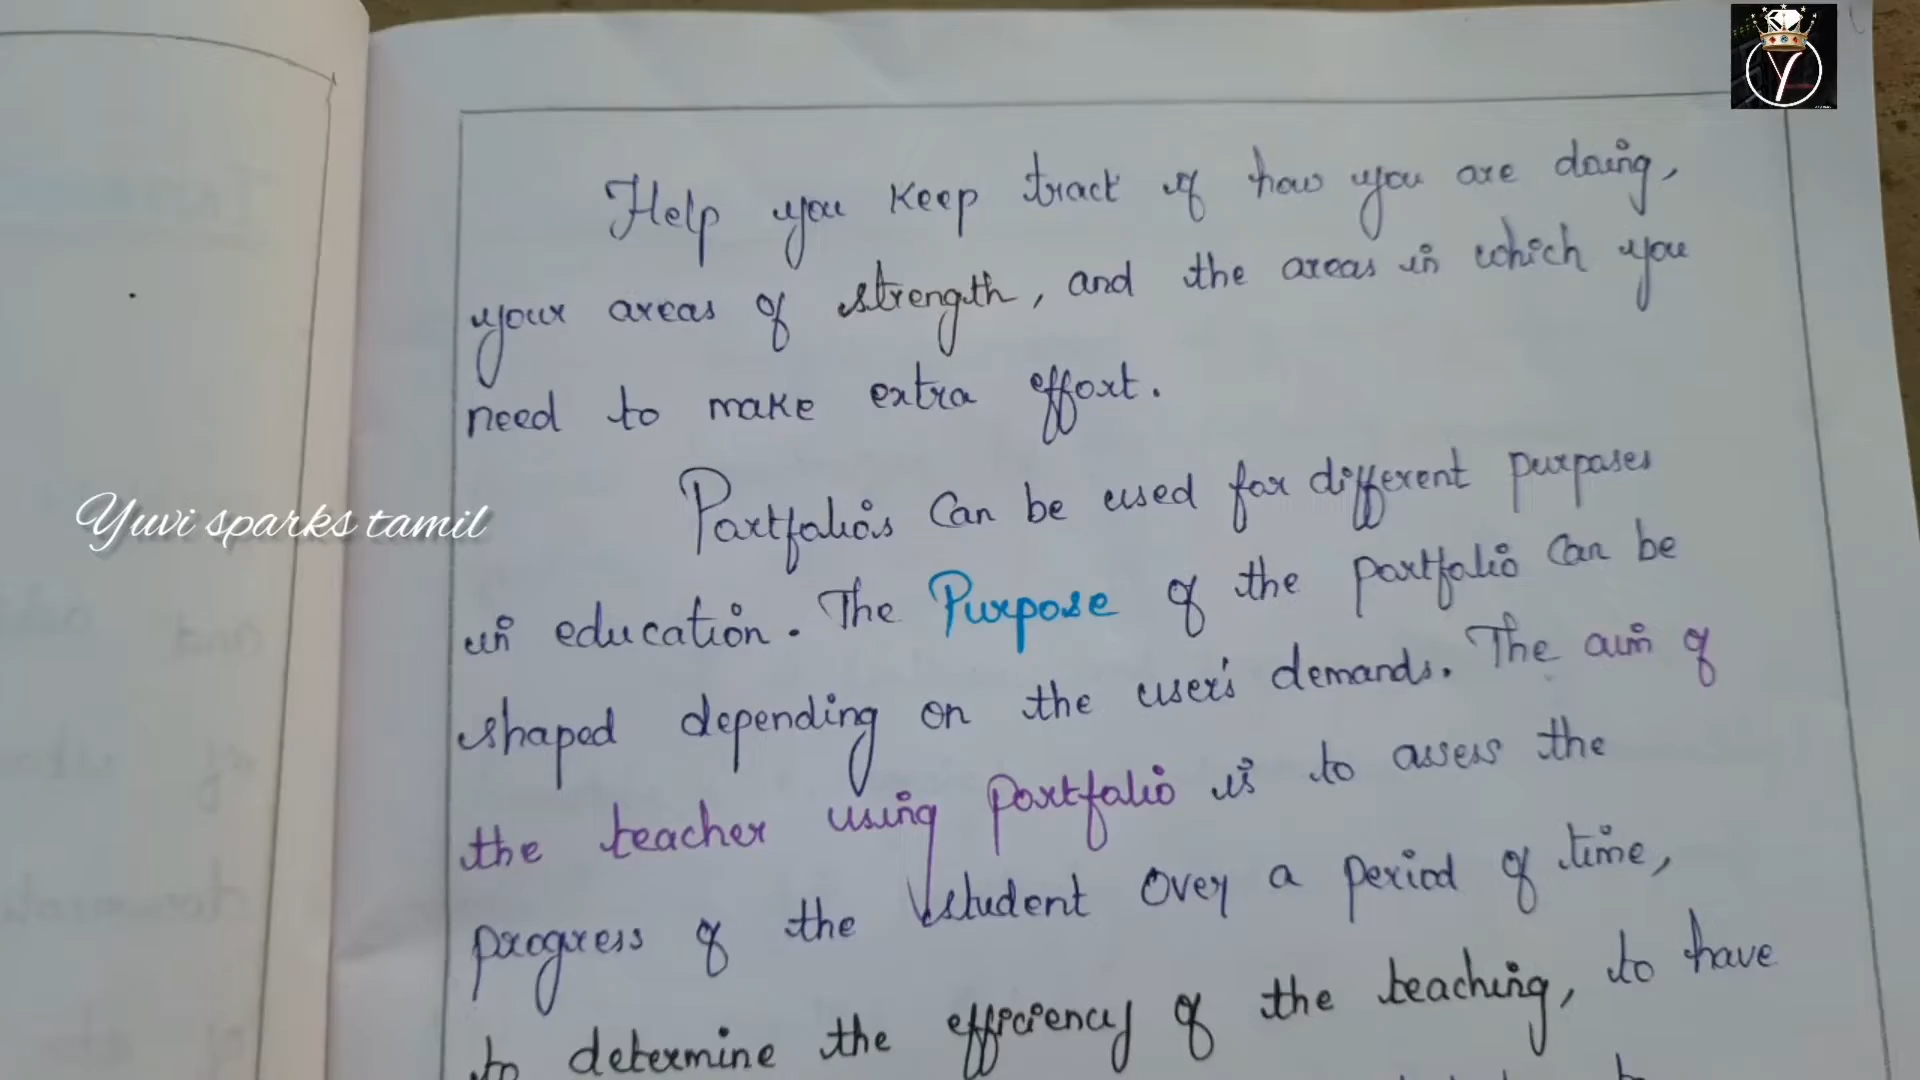 Help you keep tract of how you are doing,
your areas of strength, and the areas in which you
need to make extra effort.
Portfolio's can be used for different purposes
in education. The Purpose of the portfolio can be
shaped depending on the user's demands. The aim of
the teacher using portfolio is to assess the
progress of the student over a period of time,
to determine the efficiency of the teaching, to have
Yuvi sparks tamil
Y